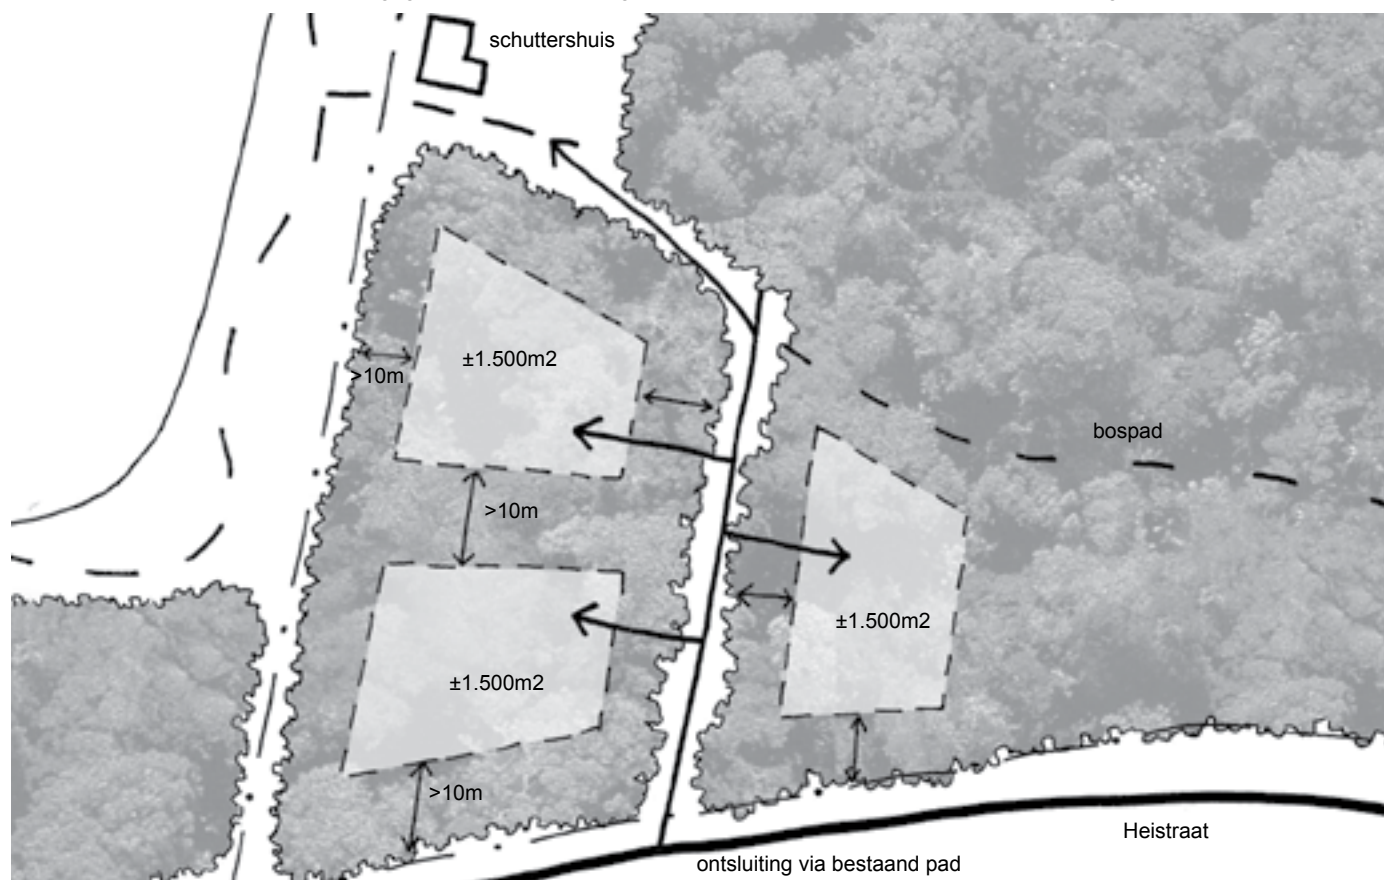 schuttershuis
±1.500m2
>10m
bospad
>10m
±1.500m2
±1.500m2
>10m
Heistraat
ontsluiting via bestaand pad